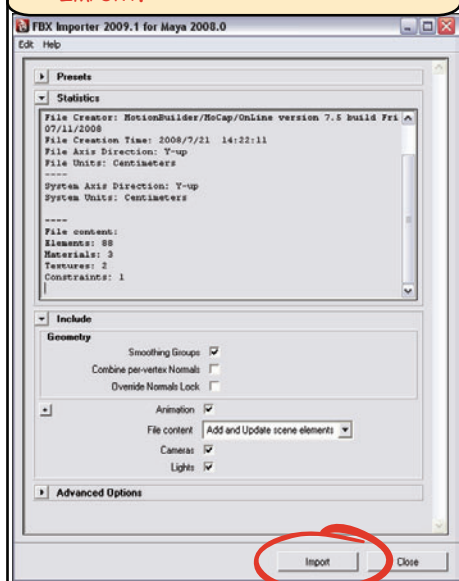 FBX Importer 2009.1 for Maya 2008.0
Edit Help
Presets
Statistics
File Creator: MotionBuilder/MoCap/OnLine version 7.5 build Fri
07/11/2008
File Creation Time: 2008/7/21 14:22:11
File Axis Direction: Y-up
File Units: Centimeters
----
System Axis Direction: Y-up
System Units: Centimeters
----
File content:
Elements: 88
Materials: 3
Textures: 2
Constraints: 1
Include
Geometry
Smoothing Groups
Combine per-vertex Normals
Override Normals Lock
Animation
File content Add and Update scene elements
Cameras
Lights
Advanced Options
Import Close